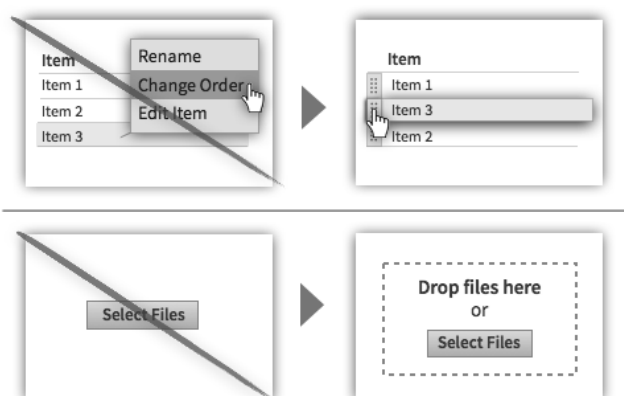 Item
Item 1
Item 2
Item 3
Rename
Change Order
Edit Item
Item
Item 1
Item 3
Item 2
Select Files
Drop files here
or
Select Files